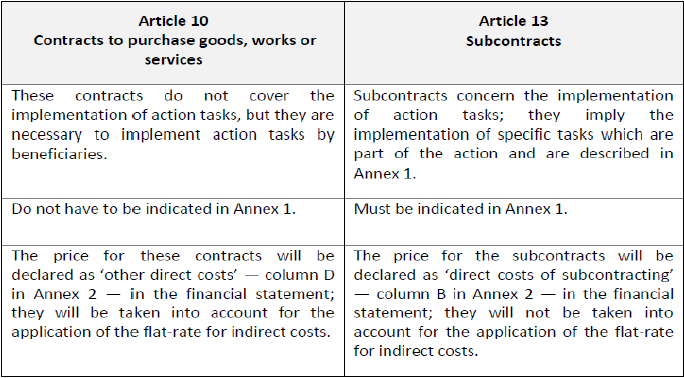 Article 10
Contracts to purchase goods, works or
services
Article 13
Subcontracts
These contracts do not cover the
implementation of action tasks, but they are
necessary to implement action tasks by
beneficiaries.
Subcontracts concern the implementation
of action tasks; they imply the
implementation of specific tasks which are
part of the action and are described in
Annex 1.
Do not have to be indicated in Annex 1.
Must be indicated in Annex 1.
The price for these contracts will be
declared as ‘other direct costs’ — column D
in Annex 2 — in the financial statement;
they will be taken into account for the
application of the flat-rate for indirect costs.
The price for the subcontracts will be
declared as ‘direct costs of subcontracting’
— column B in Annex 2 — in the financial
statement; they will not be taken into
account for the application of the flat-rate
for indirect costs.